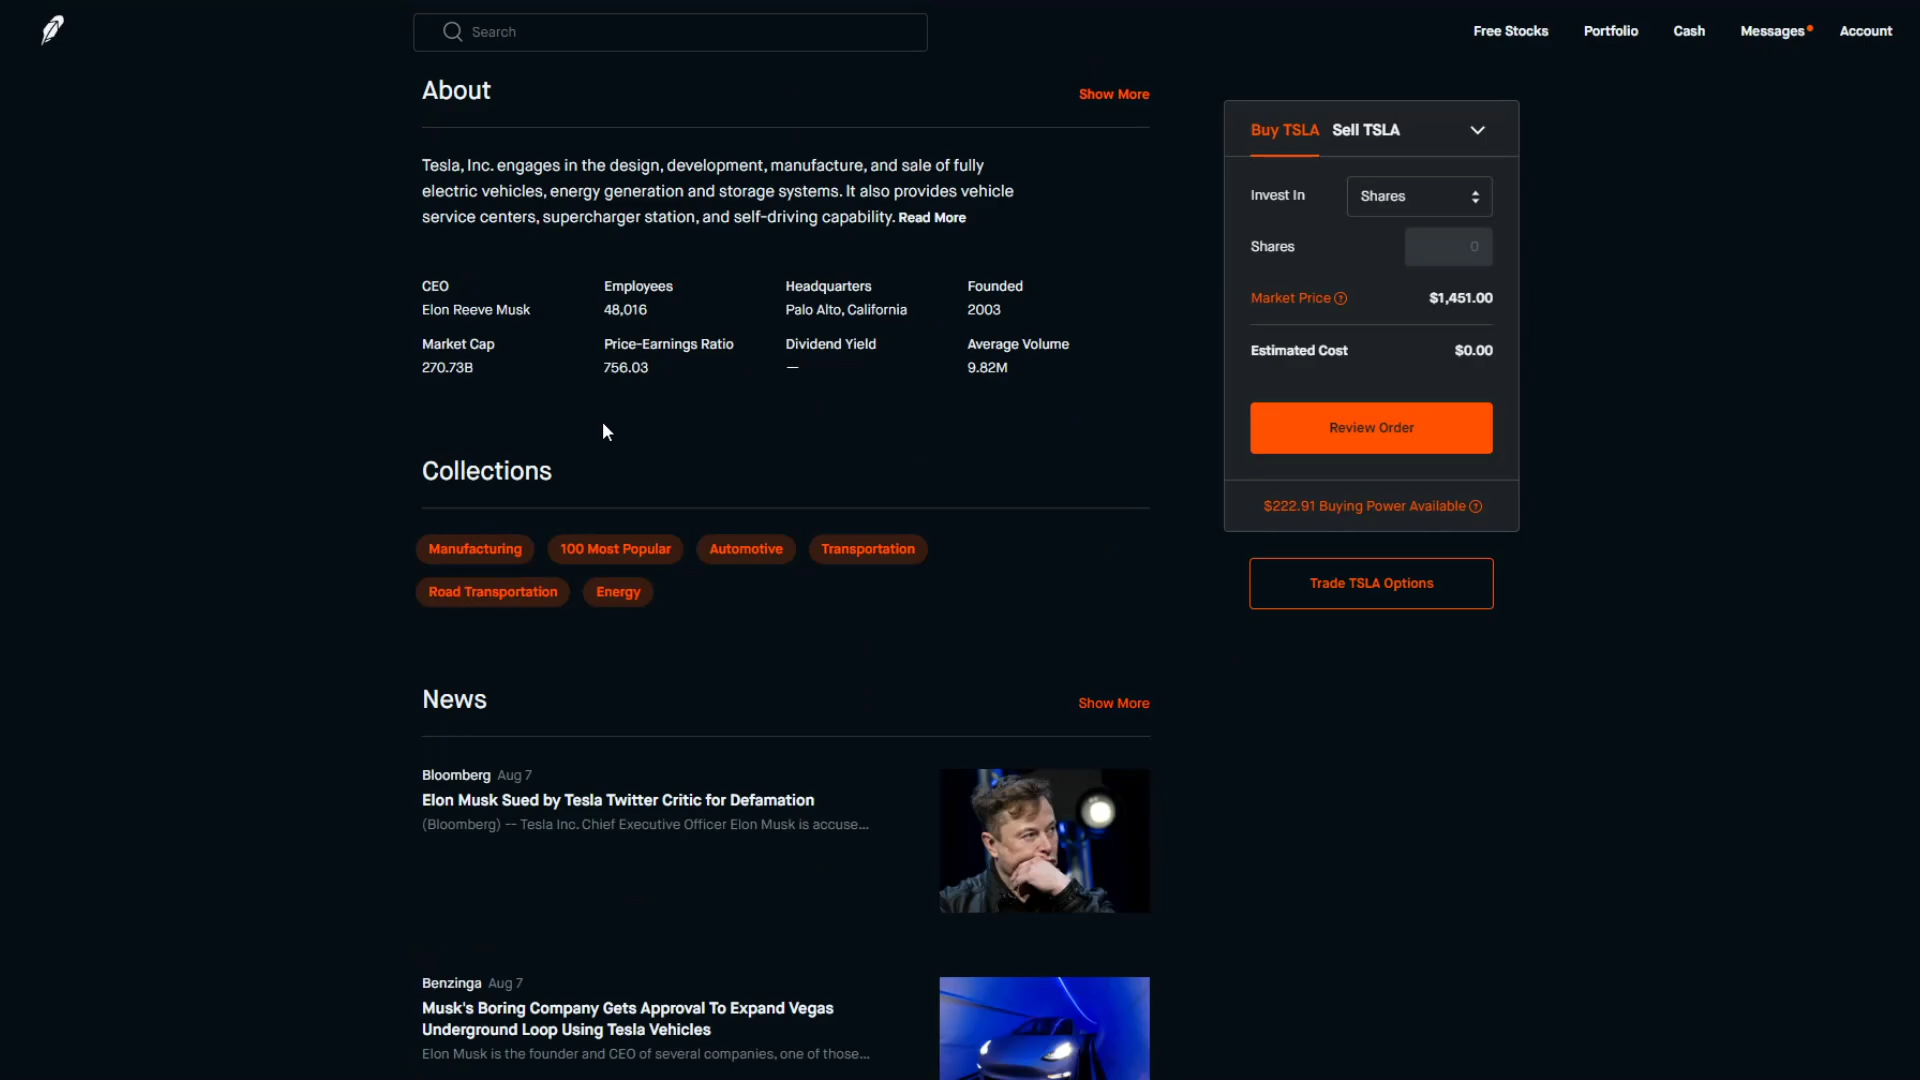 Search
Free Stocks
Portfolio
Cash
Messages
Account
About
Show More
Tesla, Inc. engages in the design, development, manufacture, and sale of fully
electric vehicles, energy generation and storage systems. It also provides vehicle
service centers, supercharger station, and self-driving capability. Read More
CEO
Elon Reeve Musk
Employees
48,016
Headquarters
Palo Alto, California
Founded
2003
Market Cap
270.73B
Price-Earnings Ratio
756.03
Dividend Yield
—
Average Volume
9.82M
Collections
Manufacturing
100 Most Popular
Automotive
Transportation
Road Transportation
Energy
News
Show More
Bloomberg Aug 7
Elon Musk Sued by Tesla Twitter Critic for Defamation
(Bloomberg) -- Tesla Inc. Chief Executive Officer Elon Musk is accuse...
Benzinga Aug 7
Musk's Boring Company Gets Approval To Expand Vegas
Underground Loop Using Tesla Vehicles
Elon Musk is the founder and CEO of several companies, one of those...
Buy TSLA
Sell TSLA
Invest In
Shares
Shares
0
Market Price
$1,451.00
Estimated Cost
$0.00
Review Order
$222.91 Buying Power Available
Trade TSLA Options